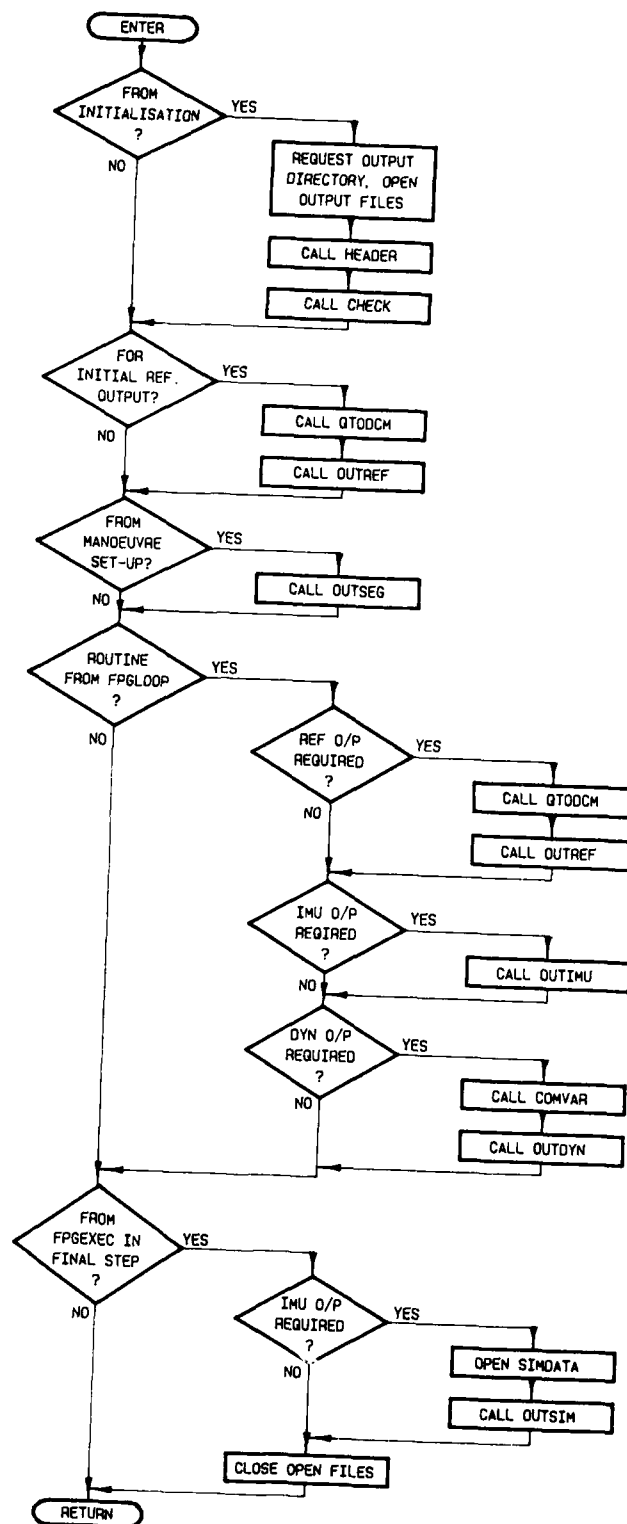 ENTER
FROM
INITIALISATION
?
YES
NO
REQUEST OUTPUT
DIRECTORY, OPEN
OUTPUT FILES
CALL HEADER
CALL CHECK
FOR
INITIAL REF.
OUTPUT?
YES
NO
CALL QTODCM
CALL OUTREF
FROM
MANOEUVRE
SET-UP?
YES
NO
CALL OUTSEG
ROUTINE
FROM FPGLOOP
?
YES
NO
REF O/P
REQUIRED
?
YES
NO
CALL QTODCM
CALL OUTREF
IMU O/P
REQIRED
?
YES
NO
CALL OUTIMU
DYN O/P
REQUIRED
?
YES
NO
CALL COMVAR
CALL OUTDYN
FROM
FPGEXEC IN
FINAL STEP
?
YES
NO
IMU O/P
REQUIRED
?
YES
NO
OPEN SIMDATA
CALL OUTSIM
CLOSE OPEN FILES
RETURN